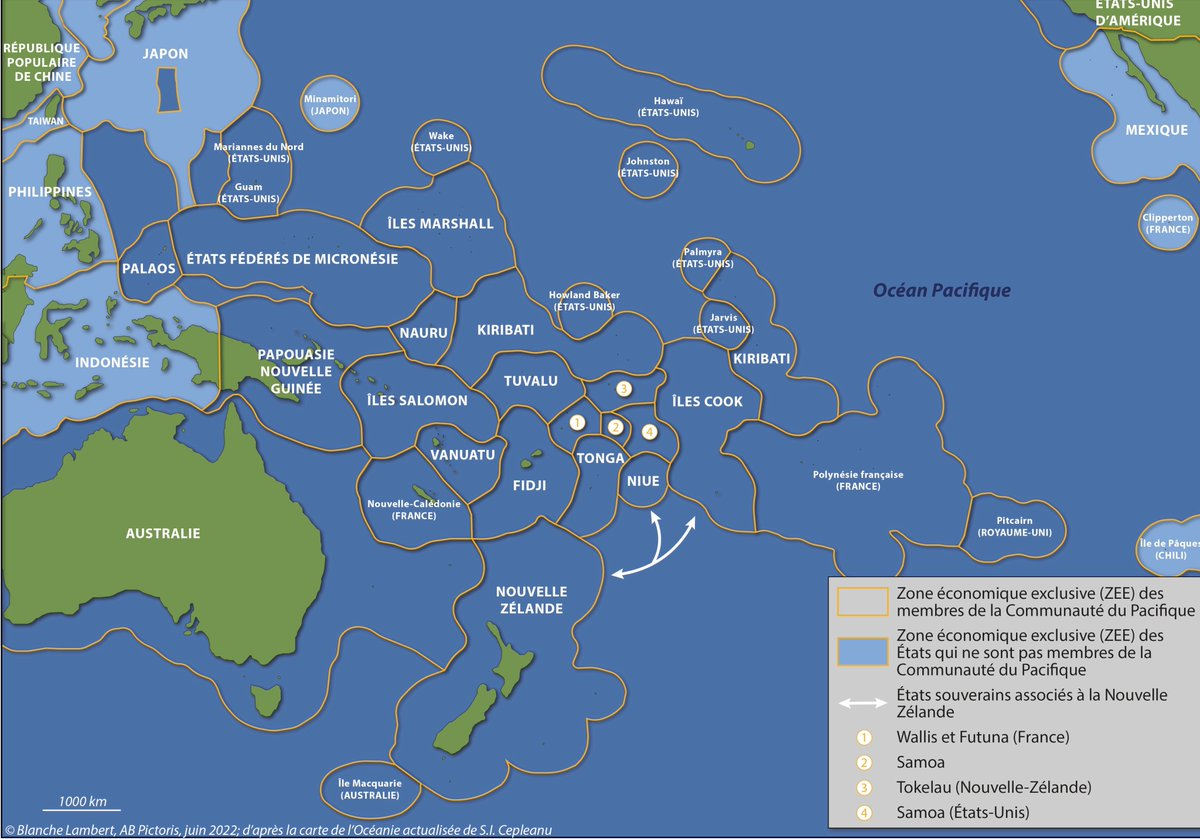 ÉTATS-UNIS
D'AMÉRIQUE
RÉPUBLIQUE
POPULAIRE
DE CHINE
JAPON
TAIWAN
Minamitori
(JAPON)
Hawaï
(ÉTATS-UNIS)
MEXIQUE
Wake
(ÉTATS-UNIS)
Mariannes du Nord
(ÉTATS-UNIS)
Johnston
(ÉTATS-UNIS)
PHILIPPINES
Guam
(ÉTATS-UNIS)
Clipperton
(FRANCE)
ÎLES MARSHALL
Palmyra
(ÉTATS-UNIS)
ÉTATS FÉDÉRÉS DE MICRONÉSIE
PALAOS
Océan Pacifique
Howland Baker
(ÉTATS-UNIS)
Jarvis
(ÉTATS-UNIS)
NAURU
KIRIBATI
KIRIBATI
INDONÉSIE
PAPOUASIE
NOUVELLE
GUINÉE
TUVALU
3
ÎLES SALOMON
ÎLES COOK
1
2
4
VANUATU
TONGA
FIDJI
NIUE
Polynésie française
(FRANCE)
Nouvelle-Calédonie
(FRANCE)
Pitcairn
(ROYAUME-UNI)
AUSTRALIE
Île de Pâques
(CHILI)
NOUVELLE
ZÉLANDE
Île Macquarie
(AUSTRALIE)
Zone économique exclusive (ZEE) des
membres de la Communauté du Pacifique
Zone économique exclusive (ZEE) des
États qui ne sont pas membres de la
Communauté du Pacifique
États souverains associés à la Nouvelle
Zélande
1 Wallis et Futuna (France)
2 Samoa
3 Tokelau (Nouvelle-Zélande)
4 Samoa (États-Unis)
1000 km
© Blanche Lambert, AB Pictoris, juin 2022; d'après la carte de l'Océanie actualisée de S.I. Cepleanu